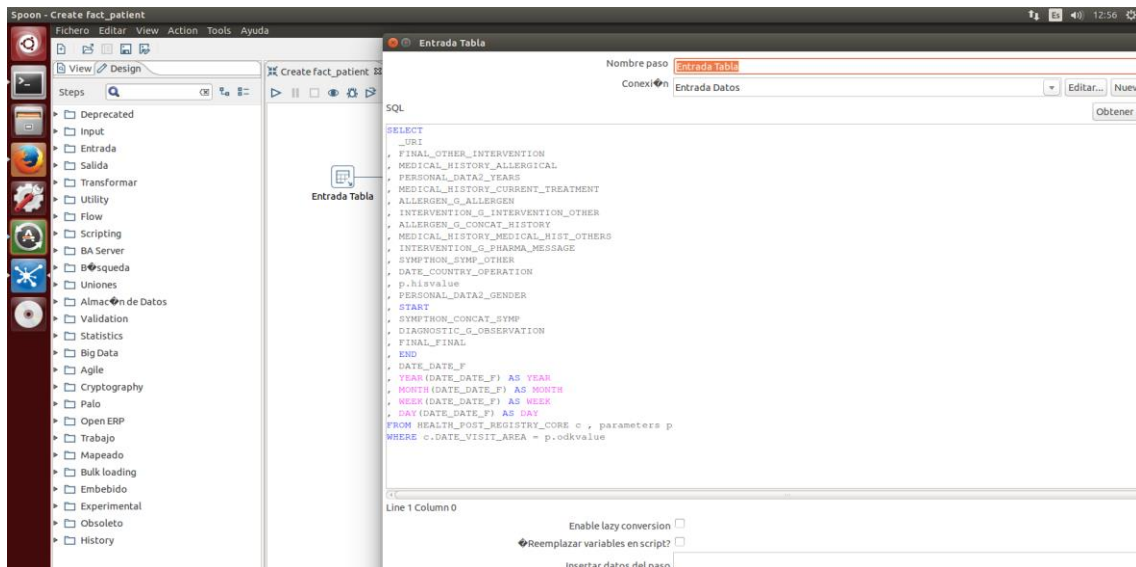 Spoon - Create fact_patient
Es
12:56
Fichero Editar View Action Tools Ayuda
View Design
Steps
Deprecated
Input
Entrada
Salida
Transformar
Utility
Flow
Scripting
BA Server
B�squeda
Uniones
Almac�n de Datos
Validation
Statistics
Big Data
Agile
Cryptography
Palo
Open ERP
Trabajo
Mapeado
Bulk loading
Embebido
Experimental
Obsoleto
History
Create fact_patient
Entrada Tabla
Entrada Tabla
Nombre paso Entrada Tabla
Conexi�n Entrada Datos Editar... Nuev
SQL
Obtener
SELECT
_URI
, FINAL_OTHER_INTERVENTION
, MEDICAL_HISTORY_ALLERGICAL
, PERSONAL_DATA2_YEARS
, MEDICAL_HISTORY_CURRENT_TREATMENT
, ALLERGEN_G_ALLERGEN
, INTERVENTION_G_INTERVENTION_OTHER
, ALLERGEN_G_CONCAT_HISTORY
, MEDICAL_HISTORY_MEDICAL_HIST_OTHERS
, INTERVENTION_G_PHARMA_MESSAGE
, SYMPTHON_SYMP_OTHER
, DATE_COUNTRY_OPERATION
, p.hisvalue
, PERSONAL_DATA2_GENDER
, START
, SYMPTHON_CONCAT_SYMP
, DIAGNOSTIC_G_OBSERVATION
, FINAL_FINAL
, END
, DATE_DATE_F
, YEAR(DATE_DATE_F) AS YEAR
, MONTH(DATE_DATE_F) AS MONTH
, WEEK(DATE_DATE_F) AS WEEK
, DAY(DATE_DATE_F) AS DAY
FROM HEALTH_POST_REGISTRY_CORE c , parameters p
WHERE c.DATE_VISIT_AREA = p.odkvalue
Line 1 Column 0
Enable lazy conversion
�Reemplazar variables en script?
Insertar datos del paso